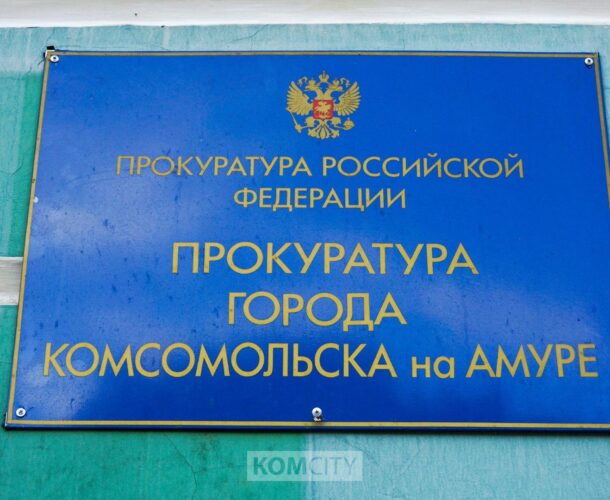 ПРОКУРАТУРА РОССИЙСКОЙ
ФЕДЕРАЦИИ
ПРОКУРАТУРА
ГОРОДА
КОМСОМОЛЬСКА на АМУРЕ
KOMCITY